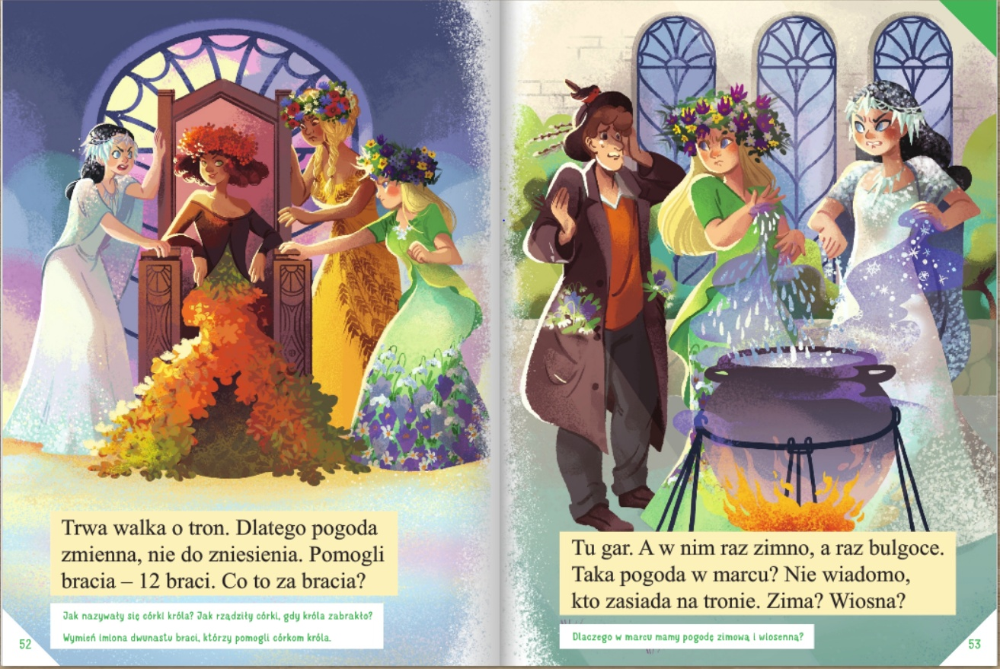 Trwa walka o tron. Dlatego pogoda
zmienna, nie do zniesienia. Pomogli
bracia – 12 braci. Co to za bracia?
Jak nazywały się córki króla? Jak rządziły córki, gdy króla zabrakło?
Wymień imiona dwunastu braci, którzy pomogli córkom króla.
52
Tu gar. A w nim raz zimno, a raz bulgoce.
Taka pogoda w marcu? Nie wiadomo,
kto zasiada na tronie. Zima? Wiosna?
Dlaczego w marcu mamy pogodę zimową i wiosenną?
53